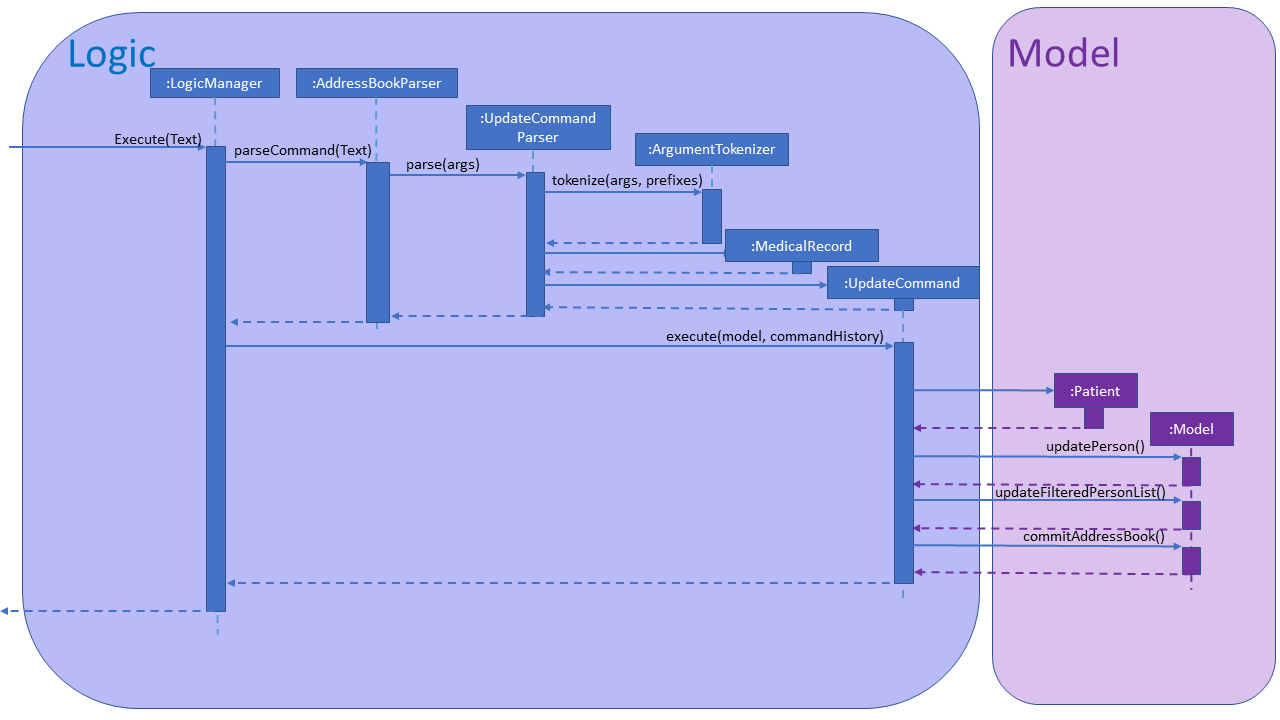 Logic
Model
:LogicManager
:AddressBookParser
:UpdateCommand
Parser
:ArgumentTokenizer
Execute(Text)
parseCommand(Text)
parse(args)
tokenize(args, prefixes)
:MedicalRecord
:UpdateCommand
execute(model, commandHistory)
:Patient
:Model
updatePerson()
updateFilteredPersonList()
commitAddressBook()